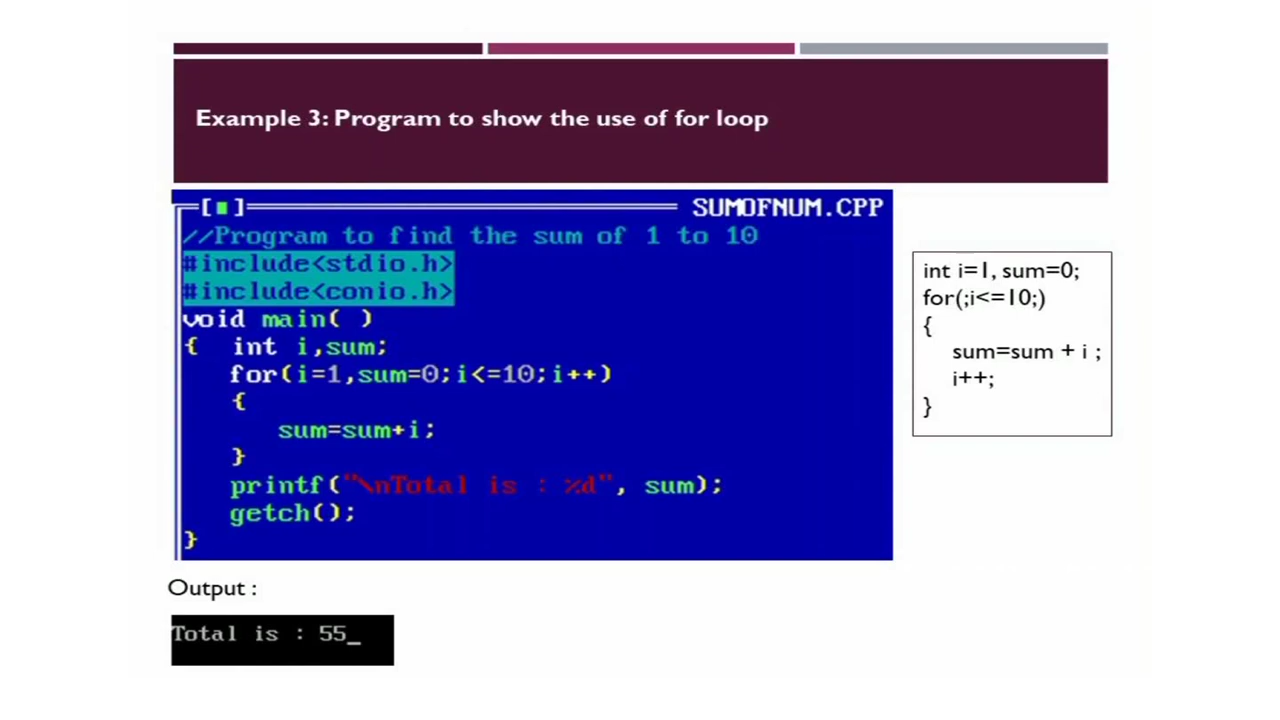 Example 3: Program to show the use of for loop
[■] SUMOFNUM.CPP
//Program to find the sum of 1 to 10
#include<stdio.h>
#include<conio.h>
void main( )
{ int i,sum;
for(i=1,sum=0;i<=10;i++)
{
sum=sum+i;
}
printf("\nTotal is : %d", sum);
getch();
}
int i=1, sum=0;
for(;i<=10;)
{
sum=sum + i ;
i++;
}
Output :
Total is : 55_